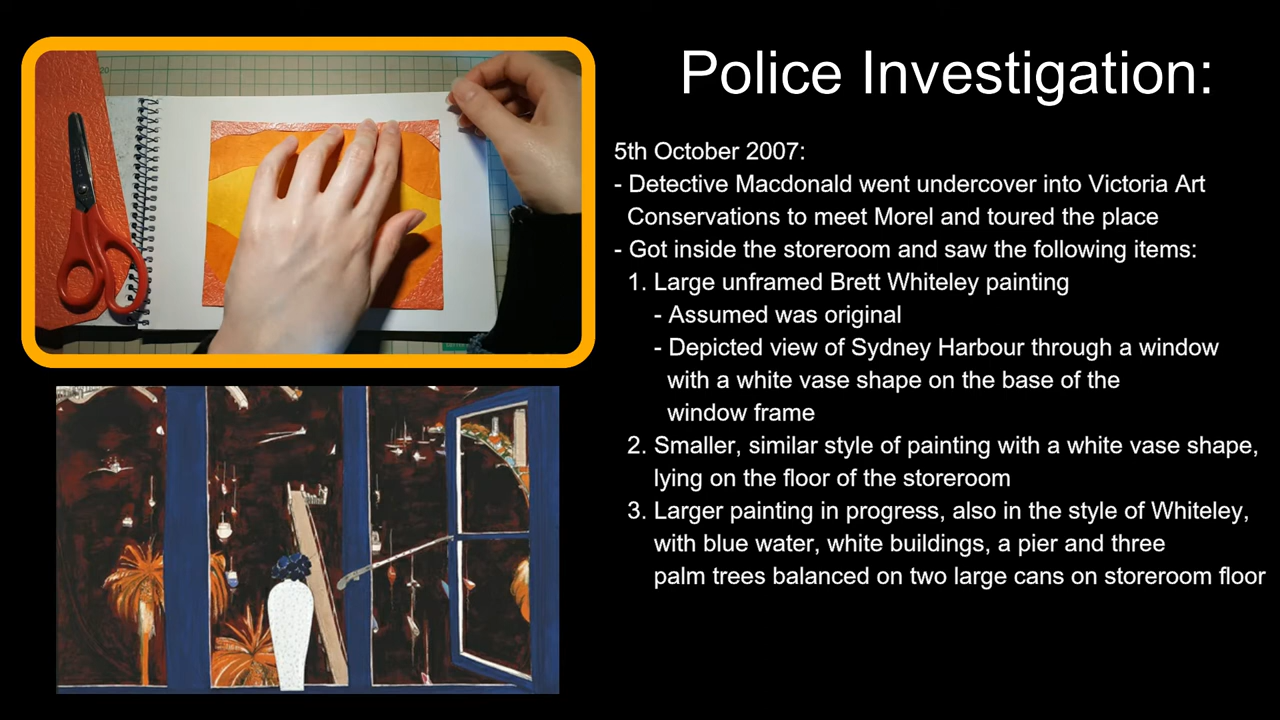 Police Investigation:
5th October 2007:
- Detective Macdonald went undercover into Victoria Art
Conservations to meet Morel and toured the place
- Got inside the storeroom and saw the following items:
1. Large unframed Brett Whiteley painting
- Assumed was original
- Depicted view of Sydney Harbour through a window
with a white vase shape on the base of the
window frame
2. Smaller, similar style of painting with a white vase shape,
lying on the floor of the storeroom
3. Larger painting in progress, also in the style of Whiteley,
with blue water, white buildings, a pier and three
palm trees balanced on two large cans on storeroom floor